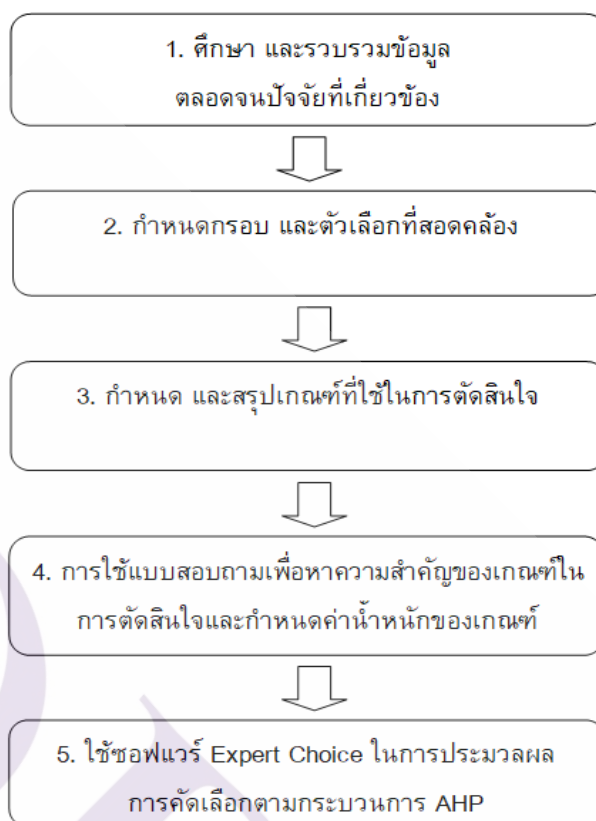 1. ศึกษา และรวบรวมข้อมูล
ตลอดจนปัจจัยที่เกี่ยวข้อง
2. กำหนดกรอบ และตัวเลือกที่สอดคล้อง
3. กำหนด และสรุปเกณฑ์ที่ใช้ในการตัดสินใจ
4. การใช้แบบสอบถามเพื่อหาความสำคัญของเกณฑ์ใน
การตัดสินใจและกำหนดค่าน้ำหนักของเกณฑ์
5. ใช้ซอฟแวร์ Expert Choice ในการประมวลผล
การคัดเลือกตามกระบวนการ AHP